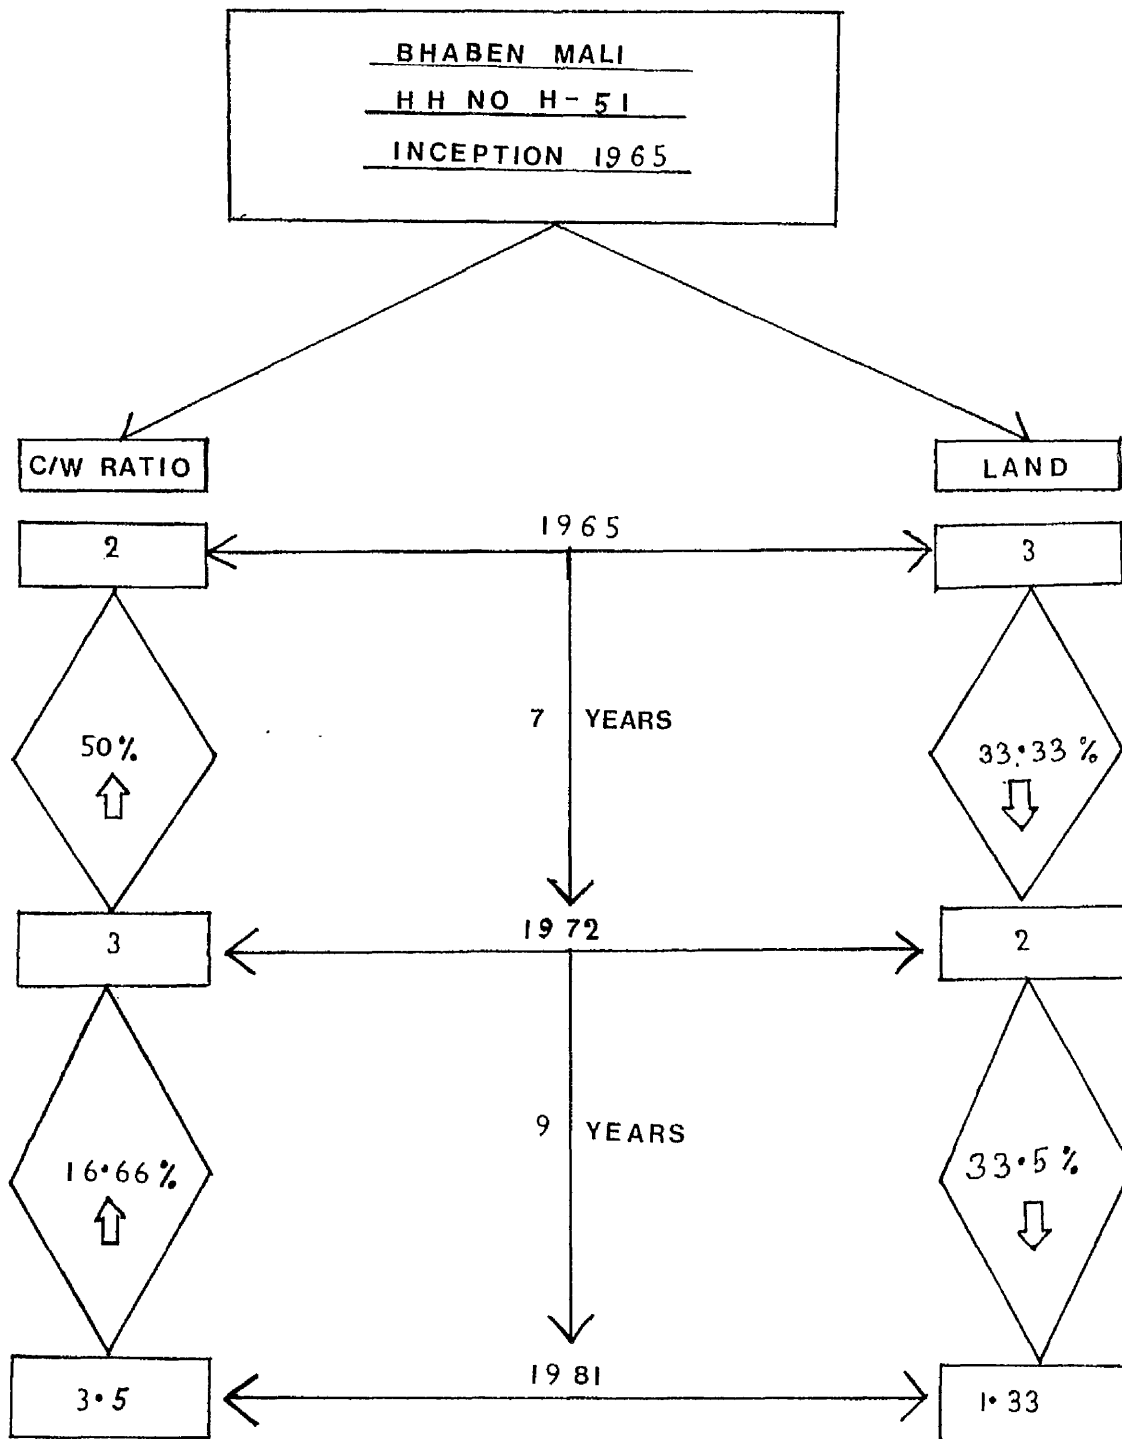 BHABEN MALI
HH NO H-51
INCEPTION 1965
C/W RATIO
LAND
2
1965
3
7 YEARS
50%
33.33%
3
1972
2
9 YEARS
16.66%
33.5%
3.5
1981
1.33